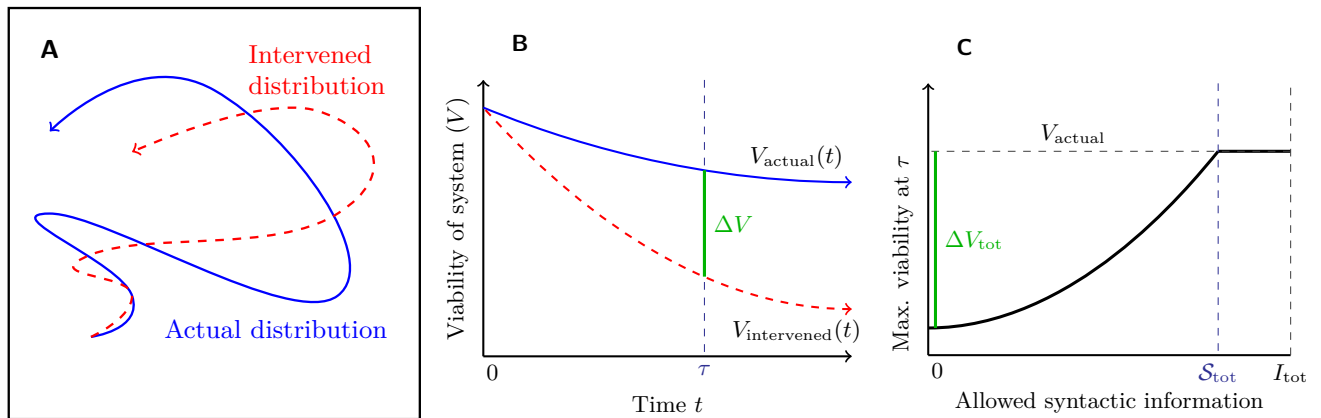 A
Intervened
distribution
Actual distribution
B
Viability of system (V)
V_actual(t)
ΔV
V_intervened(t)
0
τ
Time t
C
Max. viability at τ
V_actual
ΔV_tot
0
𝒮_tot
I_tot
Allowed syntactic information